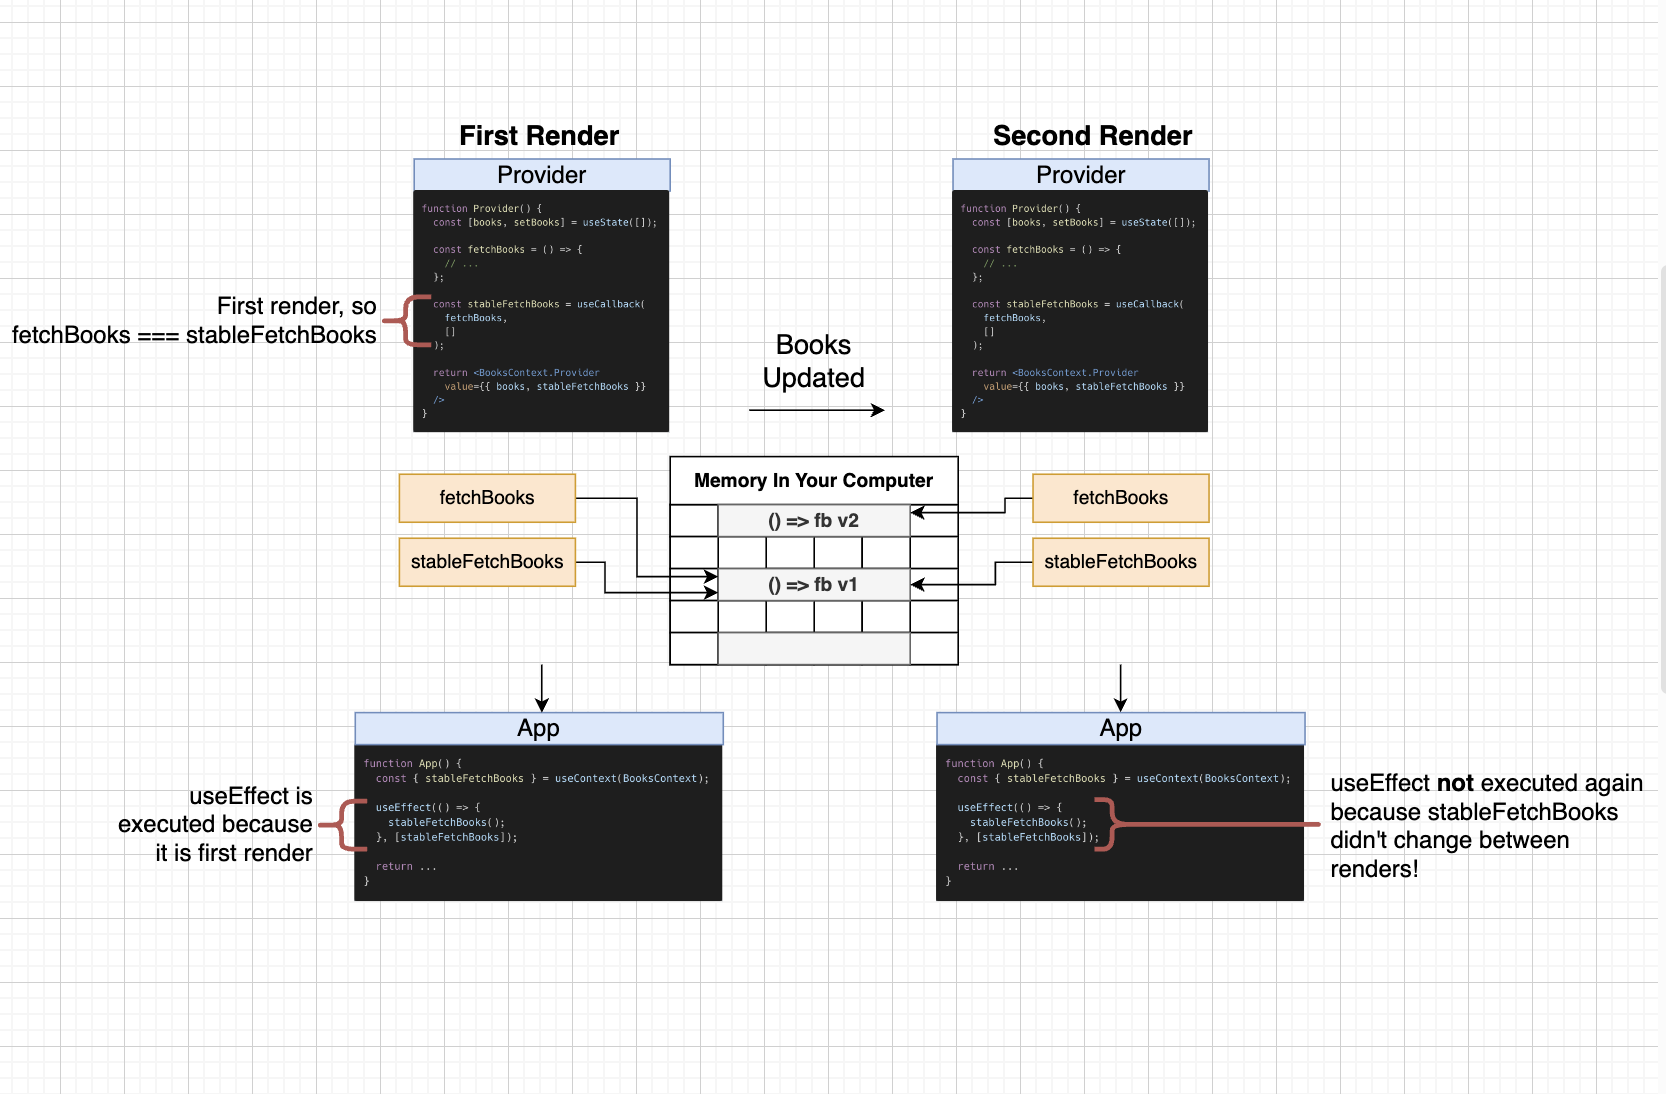 First Render
Provider
function Provider() {
const [books, setBooks] = useState([]);
const fetchBooks = () => {
// ...
};
const stableFetchBooks = useCallback(
fetchBooks,
[]
);
return <BooksContext.Provider
value={{ books, stableFetchBooks }}
/>
}
First render, so
fetchBooks === stableFetchBooks
Books
Updated
Second Render
Provider
function Provider() {
const [books, setBooks] = useState([]);
const fetchBooks = () => {
// ...
};
const stableFetchBooks = useCallback(
fetchBooks,
[]
);
return <BooksContext.Provider
value={{ books, stableFetchBooks }}
/>
}
fetchBooks
stableFetchBooks
Memory In Your Computer
() => fb v2
() => fb v1
fetchBooks
stableFetchBooks
App
function App() {
const { stableFetchBooks } = useContext(BooksContext);
useEffect(() => {
stableFetchBooks();
}, [stableFetchBooks]);
return ...
}
useEffect is
executed because
it is first render
App
function App() {
const { stableFetchBooks } = useContext(BooksContext);
useEffect(() => {
stableFetchBooks();
}, [stableFetchBooks]);
return ...
}
useEffect not executed again
because stableFetchBooks
didn't change between
renders!